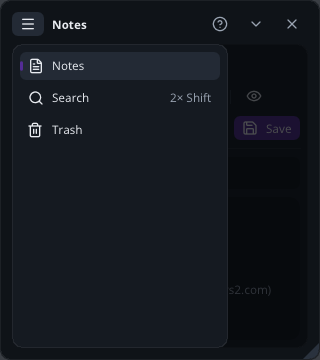 Notes
Notes
Search 2× Shift
Trash
Save
s2.com)